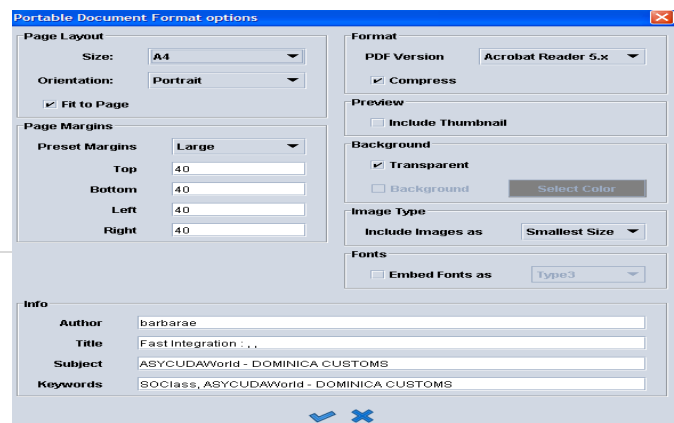 Portable Document Format options
Page Layout
Size: A4
Orientation: Portrait
Fit to Page
Page Margins
Preset Margins Large
Top 40
Bottom 40
Left 40
Right 40
Format
PDF Version Acrobat Reader 5.x
Compress
Preview
Include Thumbnail
Background
Transparent
Background Select Color
Image Type
Include Images as Smallest Size
Fonts
Embed Fonts as Type3
Info
Author barbarae
Title Fast Integration : , ,
Subject ASYCUDAWorld - DOMINICA CUSTOMS
Keywords SOClass, ASYCUDAWorld - DOMINICA CUSTOMS